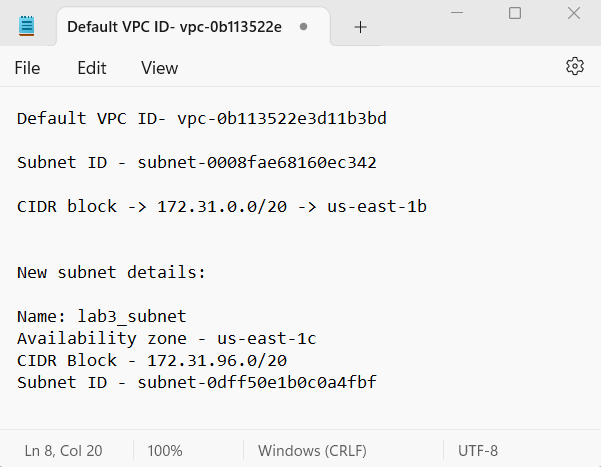 Default VPC ID- vpc-0b113522e
File Edit View
Default VPC ID- vpc-0b113522e3d11b3bd
Subnet ID - subnet-0008fae68160ec342
CIDR block -> 172.31.0.0/20 -> us-east-1b
New subnet details:
Name: lab3_subnet
Availability zone - us-east-1c
CIDR Block - 172.31.96.0/20
Subnet ID - subnet-0dff50e1b0c0a4fbf
Ln 8, Col 20 100% Windows (CRLF) UTF-8